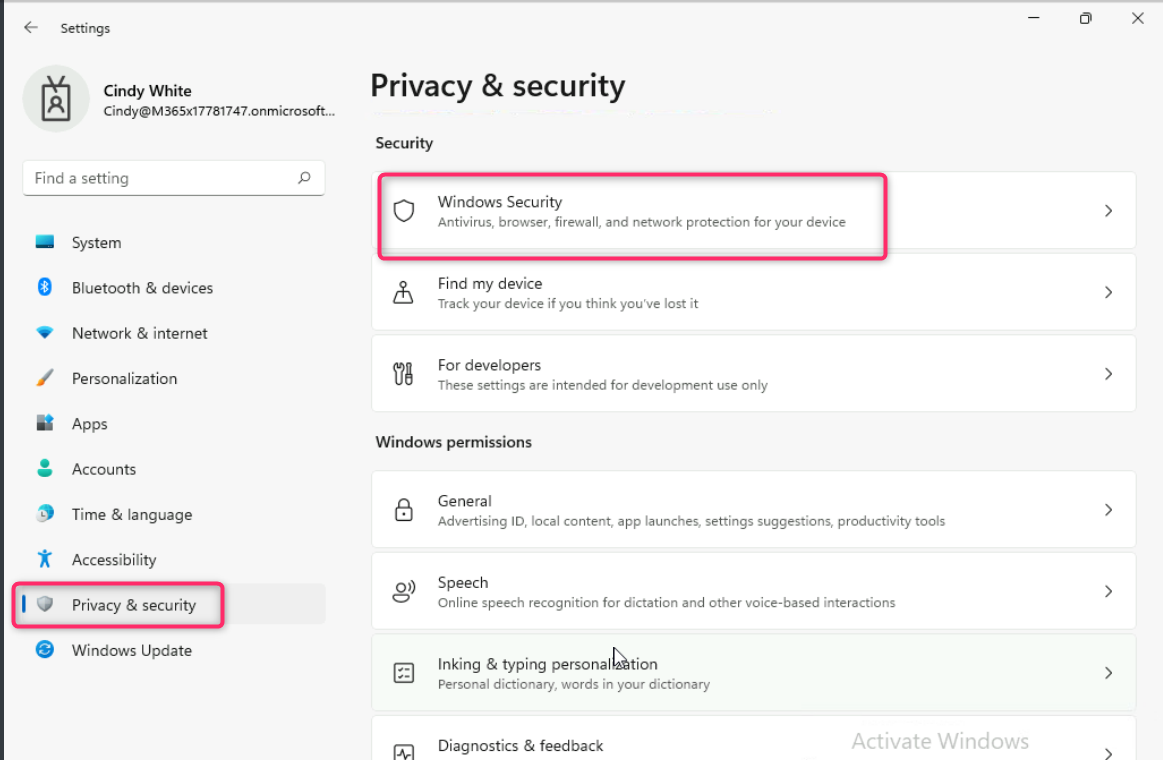 Settings
Cindy White
Cindy@M365x17781747.onmicrosoft...
Find a setting
System
Bluetooth & devices
Network & internet
Personalization
Apps
Accounts
Time & language
Accessibility
Privacy & security
Windows Update
Privacy & security
Security
Windows Security
Antivirus, browser, firewall, and network protection for your device
Find my device
Track your device if you think you've lost it
For developers
These settings are intended for development use only
Windows permissions
General
Advertising ID, local content, app launches, settings suggestions, productivity tools
Speech
Online speech recognition for dictation and other voice-based interactions
Inking & typing personalization
Personal dictionary, words in your dictionary
Diagnostics & feedback
Activate Windows